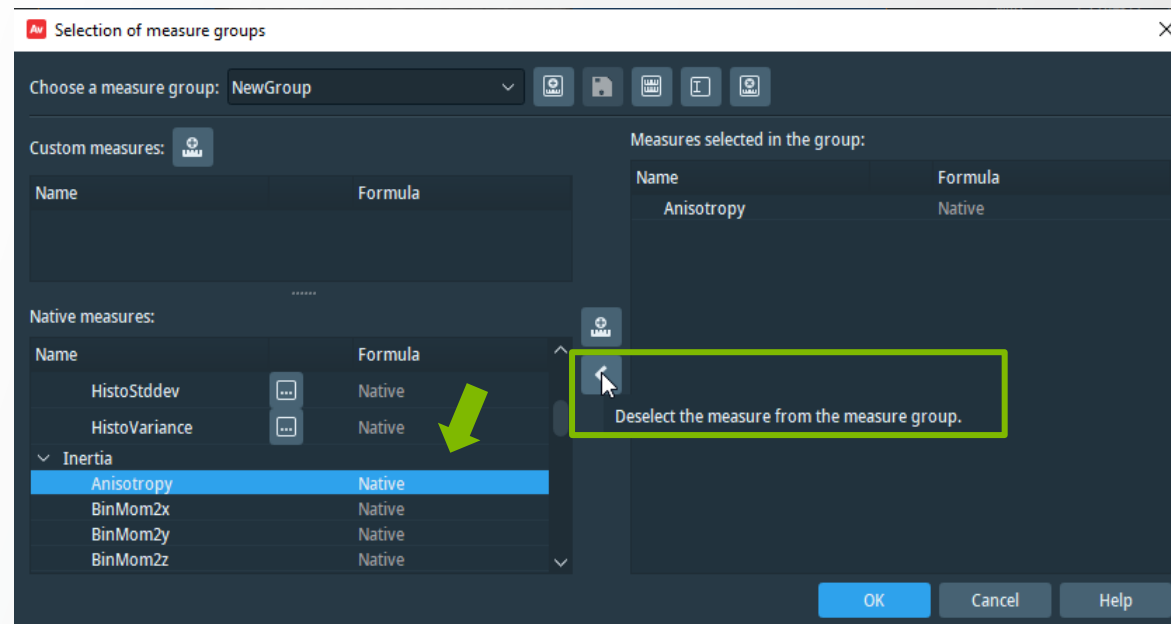 Av Selection of measure groups
Choose a measure group: NewGroup
Custom measures:
Name Formula
Native measures:
Name Formula
HistoStddev ... Native
HistoVariance ... Native
Inertia
Anisotropy Native
BinMom2x Native
BinMom2y Native
BinMom2z Native
Measures selected in the group:
Name Formula
Anisotropy Native
Deselect the measure from the measure group.
OK Cancel Help